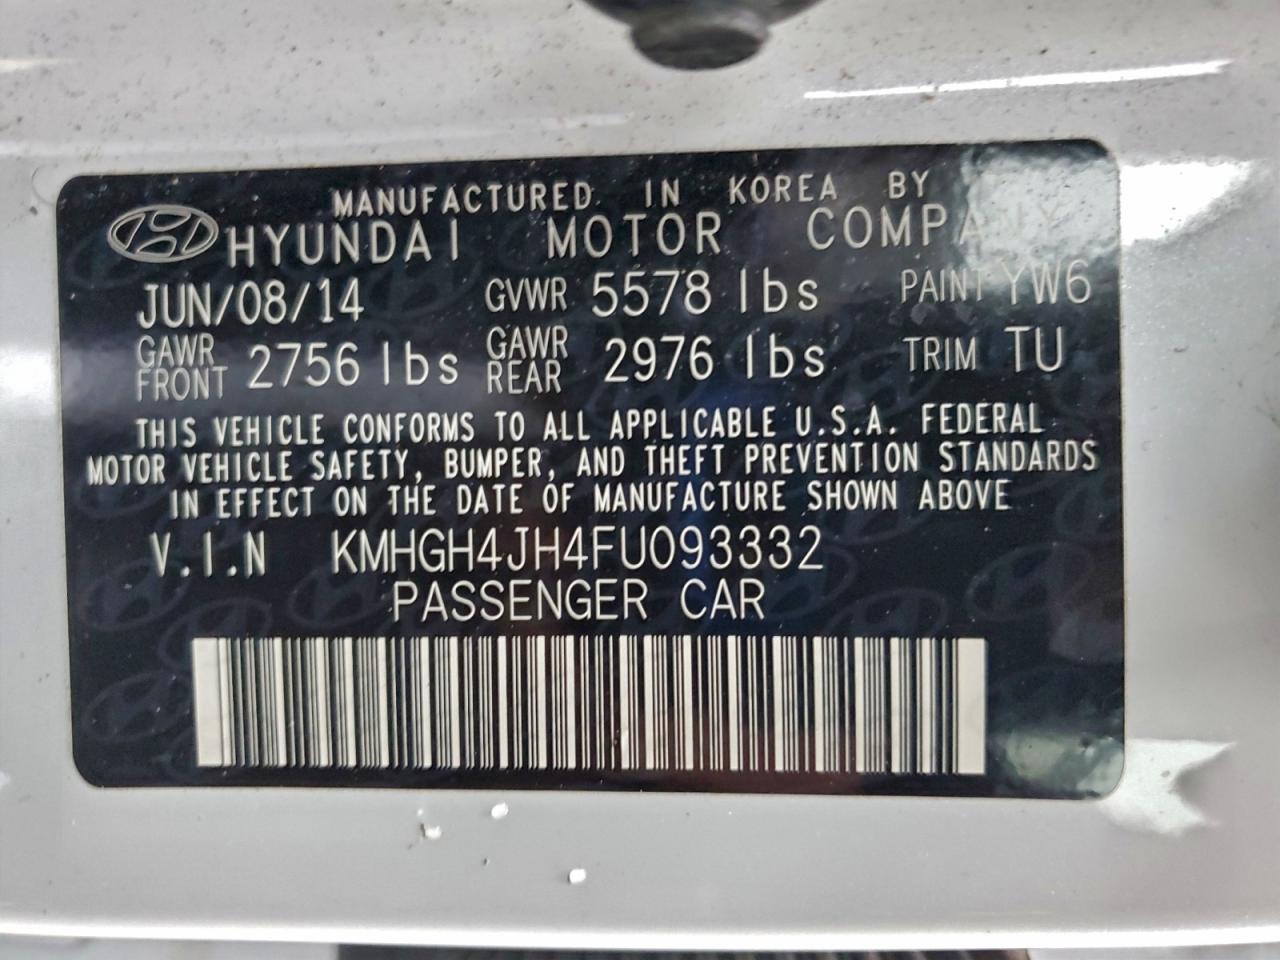 MANUFACTURED IN KOREA BY
HYUNDAI MOTOR COMPANY
JUN/08/14 GVWR 5578 lbs PAINT YW6
GAWR FRONT 2756 lbs GAWR REAR 2976 lbs TRIM TU
THIS VEHICLE CONFORMS TO ALL APPLICABLE U.S.A. FEDERAL
MOTOR VEHICLE SAFETY, BUMPER, AND THEFT PREVENTION STANDARDS
IN EFFECT ON THE DATE OF MANUFACTURE SHOWN ABOVE
V.I.N KMHGH4JH4FU093332
PASSENGER CAR